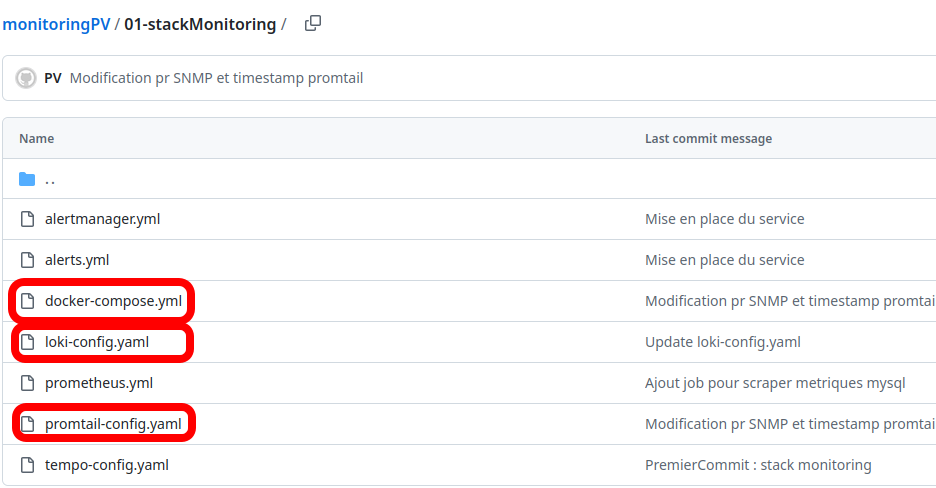 monitoringPV / 01-stackMonitoring /
PV Modification pr SNMP et timestamp promtail
Name Last commit message
..
alertmanager.yml Mise en place du service
alerts.yml Mise en place du service
docker-compose.yml Modification pr SNMP et timestamp promtai
loki-config.yaml Update loki-config.yaml
prometheus.yml Ajout job pour scraper metriques mysql
promtail-config.yaml Modification pr SNMP et timestamp promtai
tempo-config.yaml PremierCommit : stack monitoring